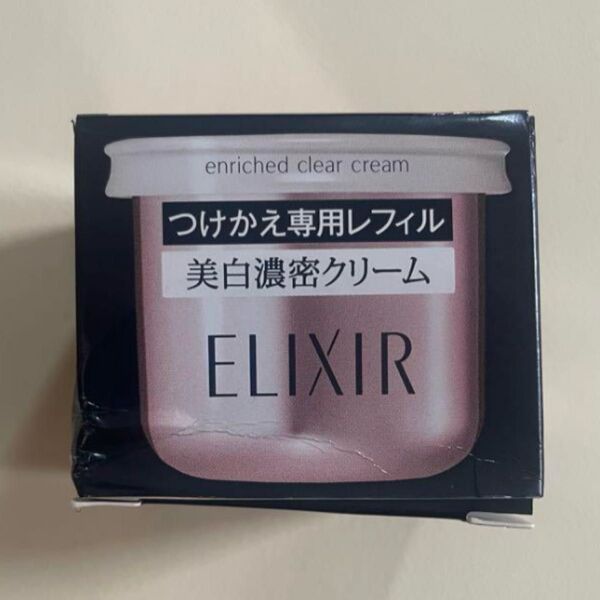 enriched clear cream
つけかえ専用レフィル
美白濃密クリーム
ELIXIR